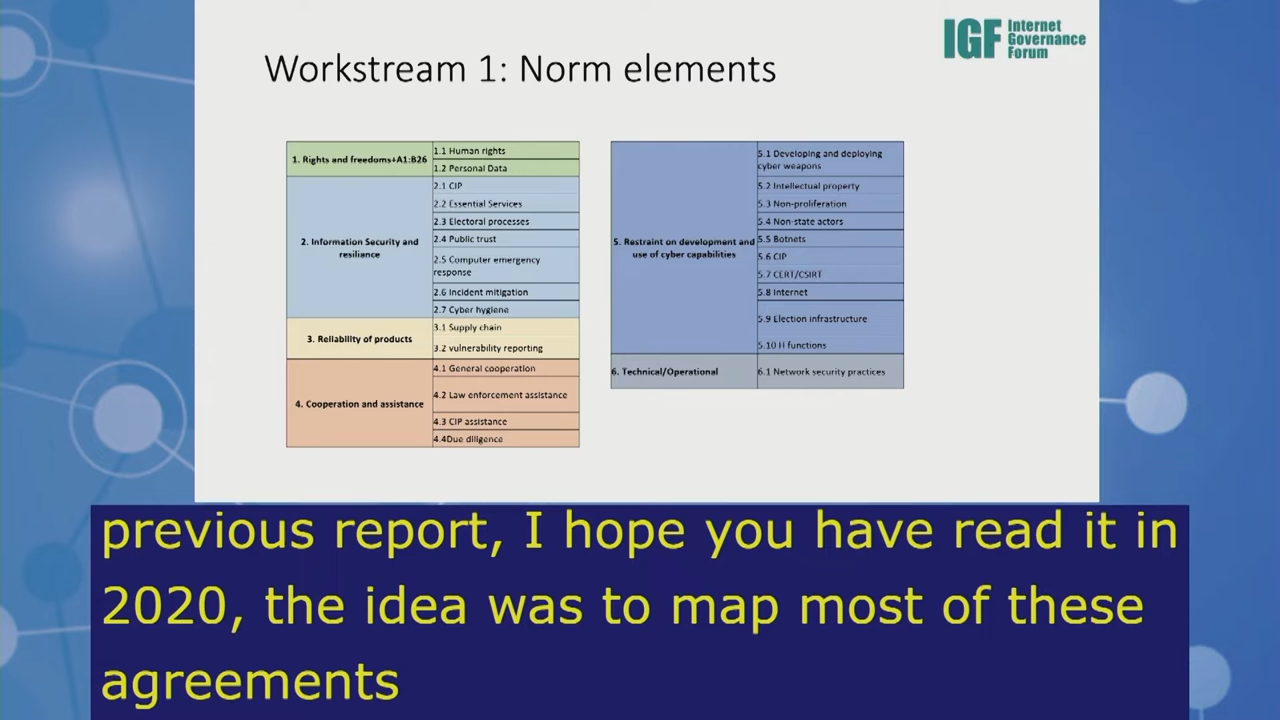 IGF Internet
Governance
Forum
Workstream 1: Norm elements
1. Rights and freedoms+A1:B26
1.1 Human rights
1.2 Personal Data
2. Information Security and
resiliance
2.1 CIP
2.2 Essential Services
2.3 Electoral processes
2.4 Public trust
2.5 Computer emergency
response
2.6 Incident mitigation
2.7 Cyber hygiene
3. Reliability of products
3.1 Supply chain
3.2 vulnerability reporting
4. Cooperation and assistance
4.1 General cooperation
4.2 Law enforcement assistance
4.3 CIP assistance
4.4Due diligence
5. Restraint on development and
use of cyber capabilities
5.1 Developing and deploying
cyber weapons
5.2 Intellectual property
5.3 Non-proliferation
5.4 Non-state actors
5.5 Botnets
5.6 CIP
5.7 CERT/CSIRT
5.8 Internet
5.9 Election infrastructure
5.10 functions
6. Technical/Operational
6.1 Network security practices
previous report, I hope you have read it in
2020, the idea was to map most of these
agreements